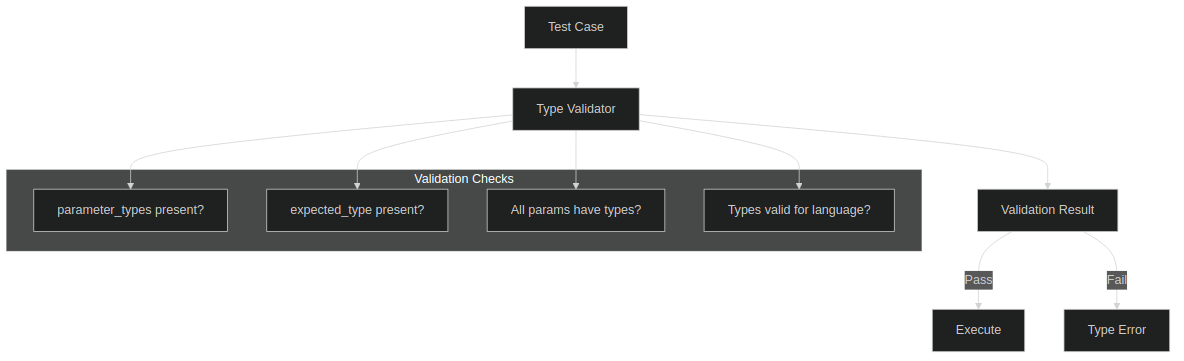 Test Case
Type Validator
Validation Checks
parameter_types present?
expected_type present?
All params have types?
Types valid for language?
Validation Result
Pass
Fail
Execute
Type Error